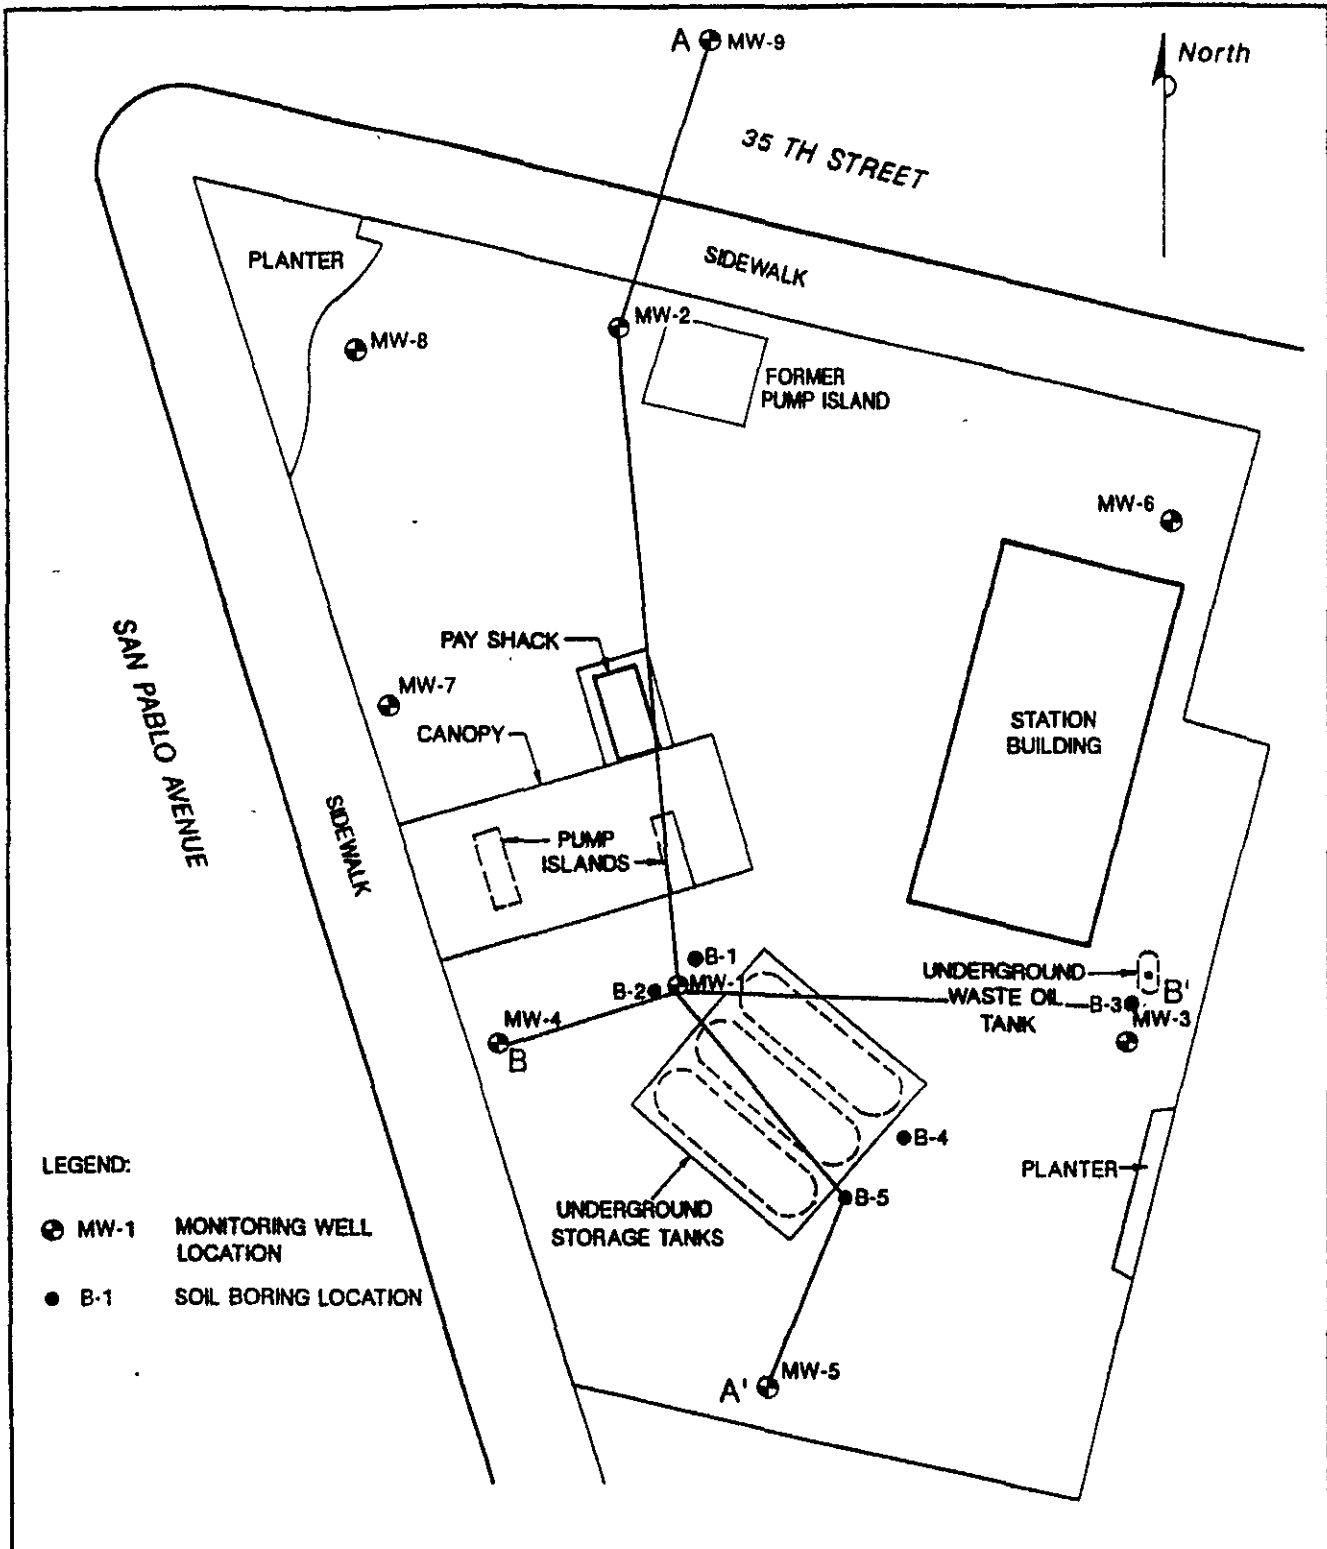 A MW-9
North
35 TH STREET
SIDEWALK
PLANTER
MW-2
MW-8
FORMER
PUMP ISLAND
MW-6
SAN PABLO AVENUE
PAY SHACK
MW-7
CANOPY
STATION
BUILDING
SIDEWALK
PUMP
ISLANDS
B-1
UNDERGROUND
WASTE OIL
TANK
B'
B-2
MW-1
B-3
MW-3
MW-4
B
B-4
LEGEND:
PLANTER
B-5
UNDERGROUND
STORAGE TANKS
MW-1 MONITORING WELL
LOCATION
B-1 SOIL BORING LOCATION
MW-5
A'